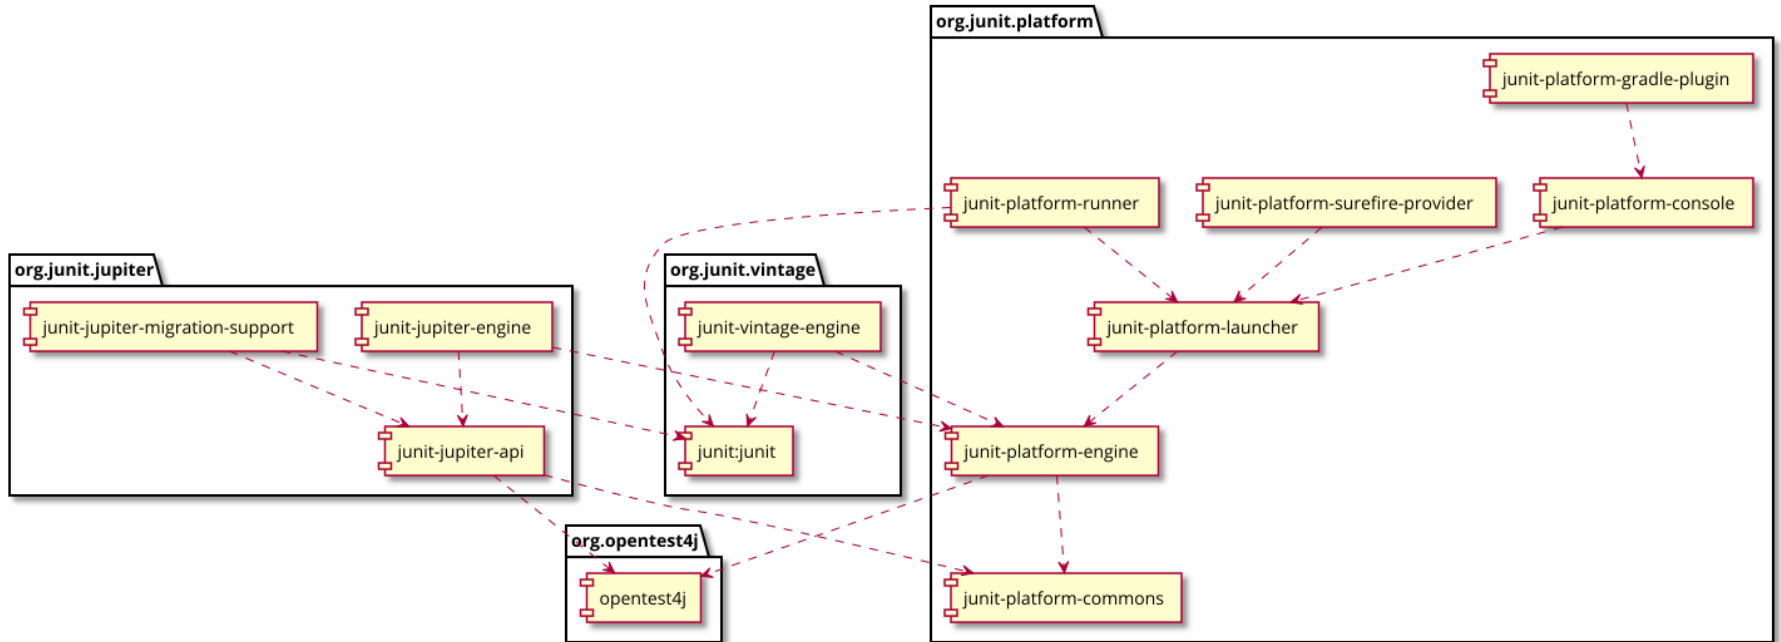 org.junit.platform
junit-platform-gradle-plugin
junit-platform-runner
junit-platform-surefire-provider
junit-platform-console
org.junit.jupiter
org.junit.vintage
junit-jupiter-migration-support
junit-jupiter-engine
junit-vintage-engine
junit-platform-launcher
junit-jupiter-api
junit:junit
junit-platform-engine
org.opentest4j
opentest4j
junit-platform-commons